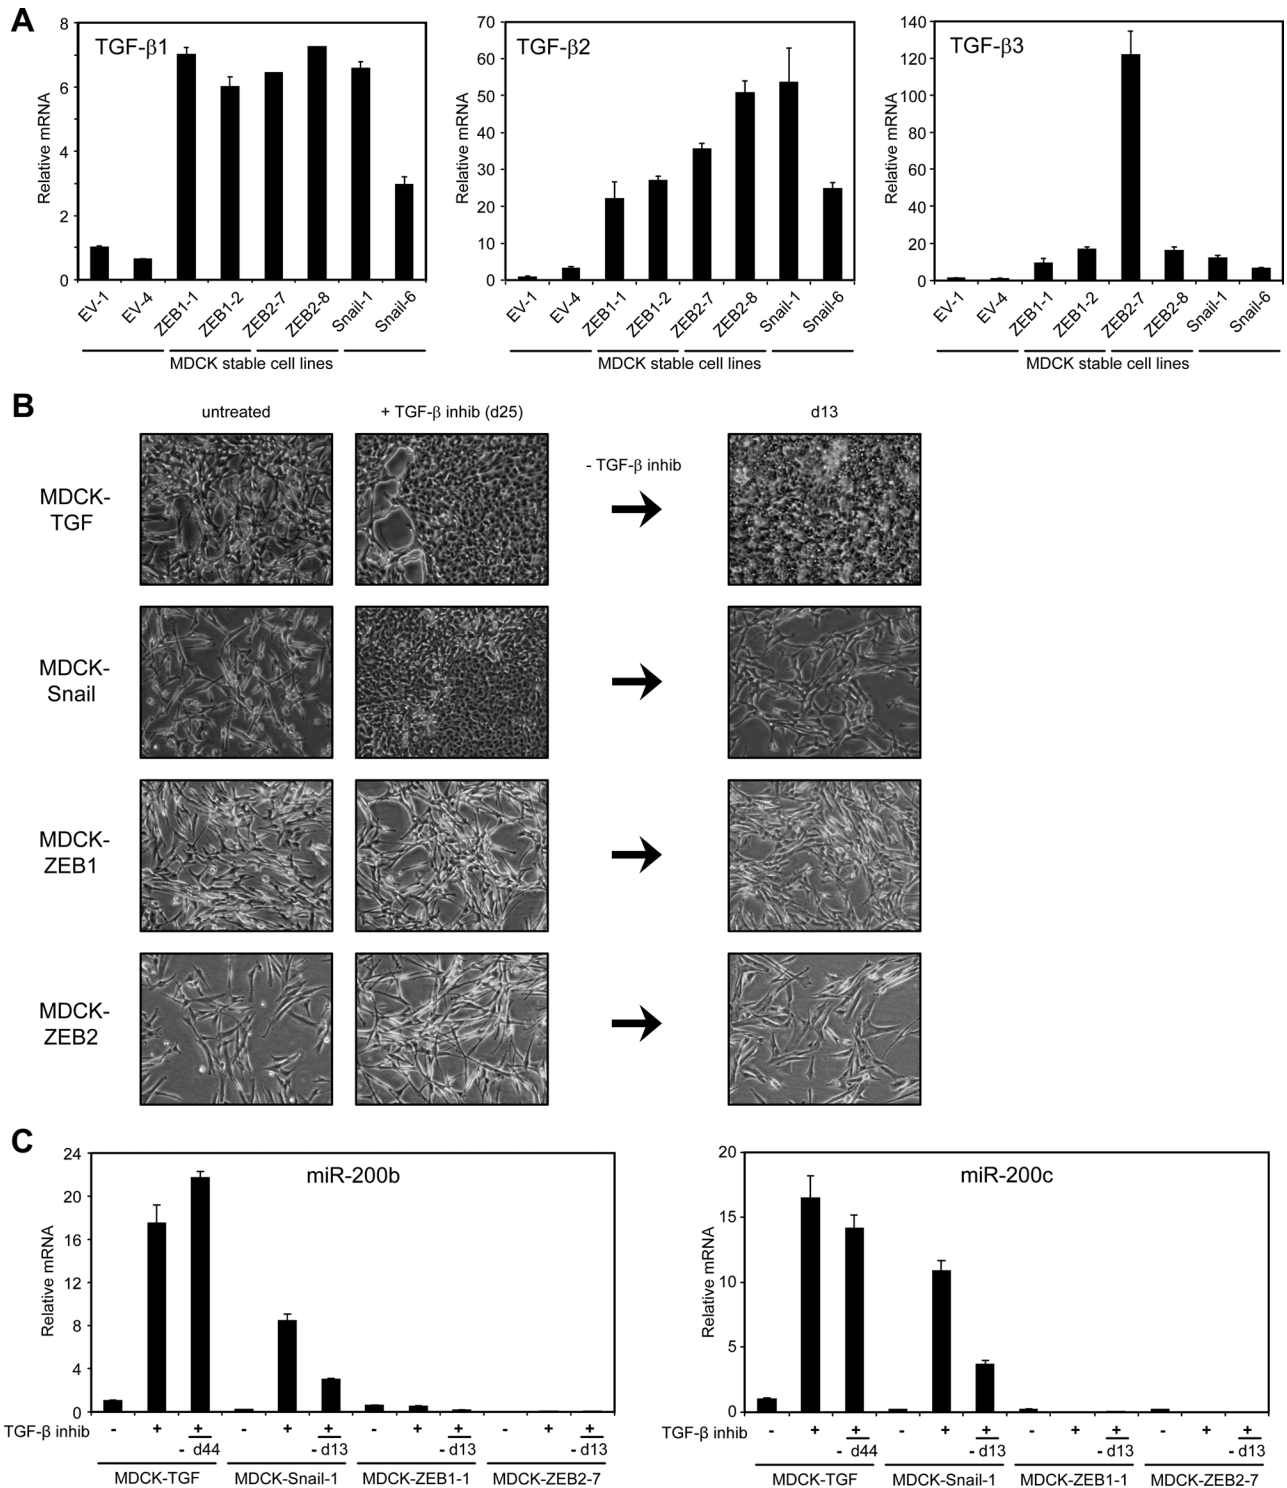 A
TGF-β1
Relative mRNA
8
6
4
2
0
EV-1
EV-4
ZEB1-1
ZEB1-2
ZEB2-7
ZEB2-8
Snail-1
Snail-6
MDCK stable cell lines
TGF-β2
Relative mRNA
70
60
50
40
30
20
10
0
EV-1
EV-4
ZEB1-1
ZEB1-2
ZEB2-7
ZEB2-8
Snail-1
Snail-6
MDCK stable cell lines
TGF-β3
Relative mRNA
140
120
100
80
60
40
20
0
EV-1
EV-4
ZEB1-1
ZEB1-2
ZEB2-7
ZEB2-8
Snail-1
Snail-6
MDCK stable cell lines
B
untreated
+ TGF-β inhib (d25)
d13
- TGF-β inhib
MDCK-
TGF
MDCK-
Snail
MDCK-
ZEB1
MDCK-
ZEB2
C
miR-200b
Relative mRNA
24
20
16
12
8
4
0
TGF-β inhib - + + - + + - + + - + +
- d44 - d13 - d13 - d13
MDCK-TGF MDCK-Snail-1 MDCK-ZEB1-1 MDCK-ZEB2-7
miR-200c
Relative mRNA
20
15
10
5
0
TGF-β inhib - + + - + + - + + - + +
- d44 - d13 - d13 - d13
MDCK-TGF MDCK-Snail-1 MDCK-ZEB1-1 MDCK-ZEB2-7